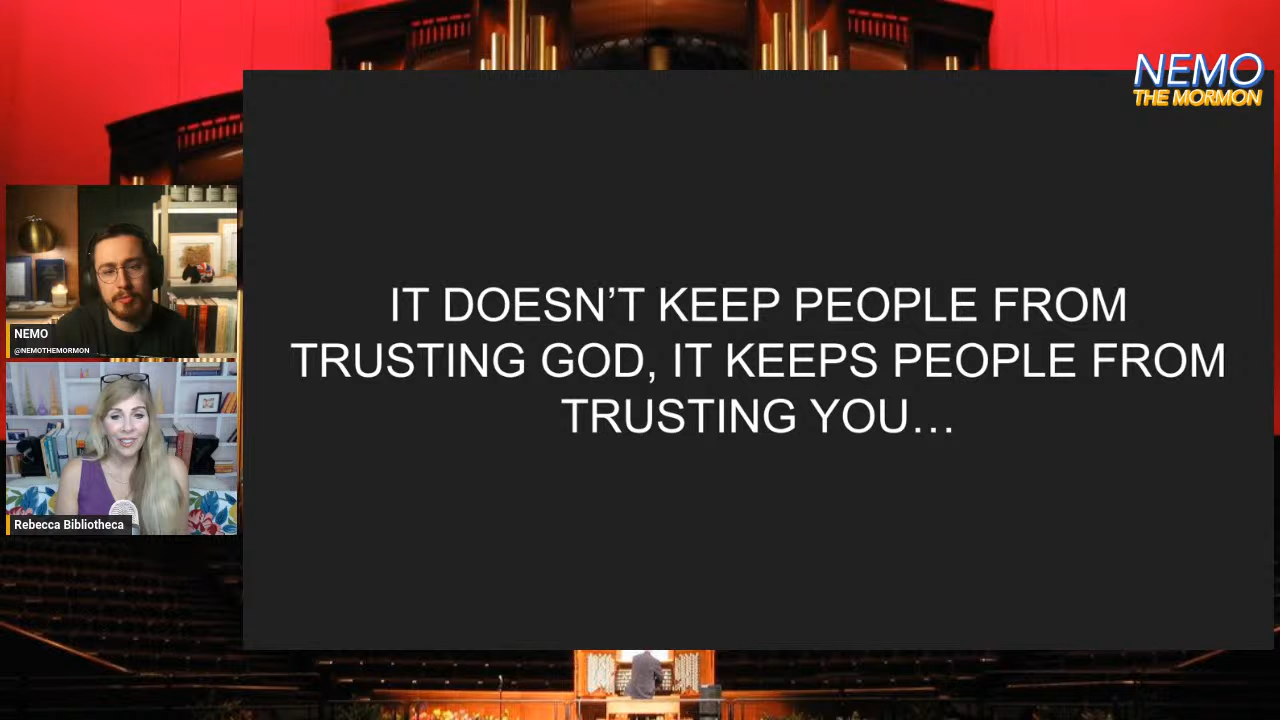 NEMO
THE MORMON
IT DOESN’T KEEP PEOPLE FROM
TRUSTING GOD, IT KEEPS PEOPLE FROM
TRUSTING YOU…
NEMO
@NEMOTHEMORMON
Rebecca Bibliotheca